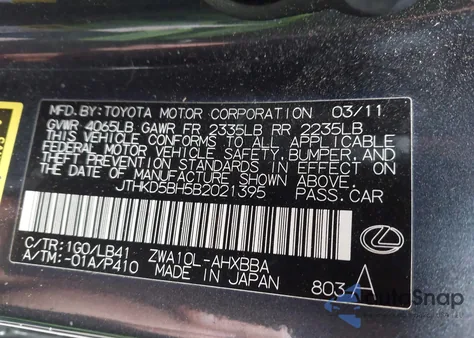 MFD. BY: TOYOTA MOTOR CORPORATION 03/11
GVWR 4065LB GAWR FR 2335LB RR 2235LB
THIS VEHICLE CONFORMS TO ALL APPLICABLE
FEDERAL MOTOR VEHICLE SAFETY, BUMPER, AND
THEFT PREVENTION STANDARDS IN EFFECT ON
THE DATE OF MANUFACTURE SHOWN ABOVE.
JTHKD5BH5B2021395 PASS. CAR
C/TR: 1G0/LB41 ZWA10L-AHXBBA
A/TM: -01A/P410 MADE IN JAPAN 803 A
AutoSnap